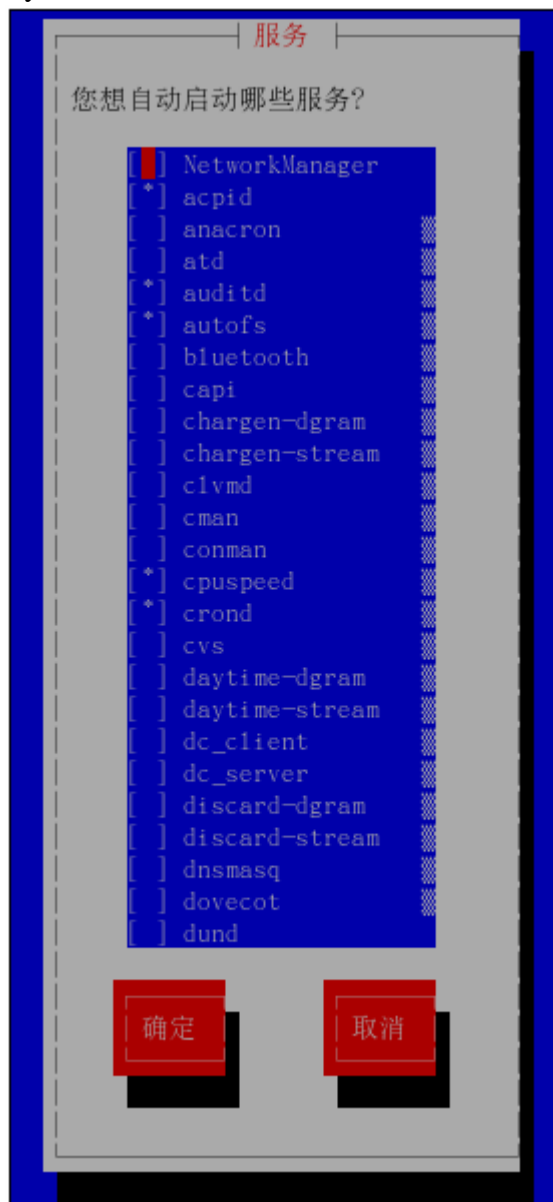 服务
您想自动启动哪些服务?
[ ] NetworkManager
[*] acpid
[ ] anacron
[ ] atd
[*] auditd
[*] autofs
[ ] bluetooth
[ ] capi
[ ] chargen-dgram
[ ] chargen-stream
[ ] clvmd
[ ] cman
[ ] conman
[*] cpuspeed
[*] crond
[ ] cvs
[ ] daytime-dgram
[ ] daytime-stream
[ ] dc_client
[ ] dc_server
[ ] discard-dgram
[ ] discard-stream
[ ] dnsmasq
[ ] dovecot
[ ] dund
确定 取消